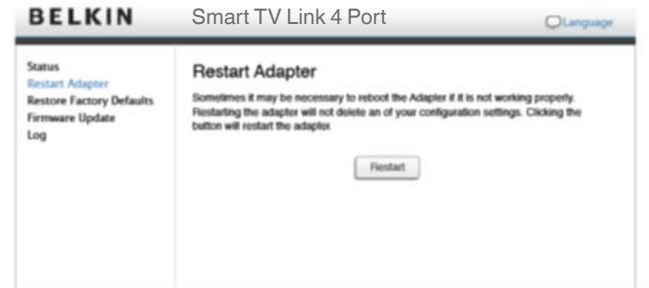 BELKIN Smart TV Link 4 Port Language
Status
Restart Adapter
Restore Factory Defaults
Firmware Update
Log
Restart Adapter
Sometimes it may be necessary to reboot the Adapter if it is not working properly.
Restarting the adapter will not delete an of your configuration settings. Clicking the
button will restart the adapter.
Restart